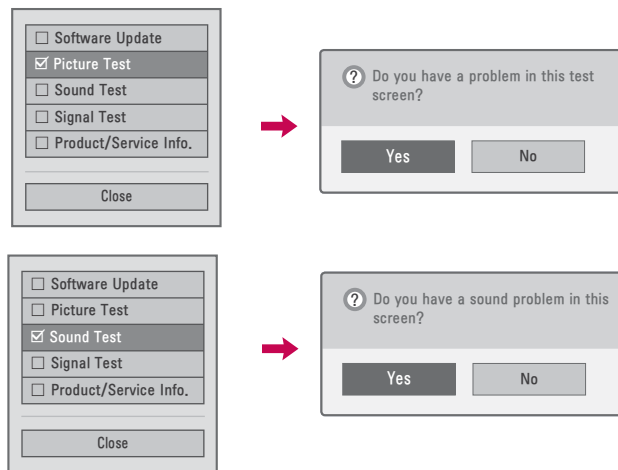 ☐ Software Update
☑ Picture Test
☐ Sound Test
☐ Signal Test
☐ Product/Service Info.
Close
? Do you have a problem in this test
screen?
Yes No
☐ Software Update
☐ Picture Test
☑ Sound Test
☐ Signal Test
☐ Product/Service Info.
Close
? Do you have a sound problem in this
screen?
Yes No